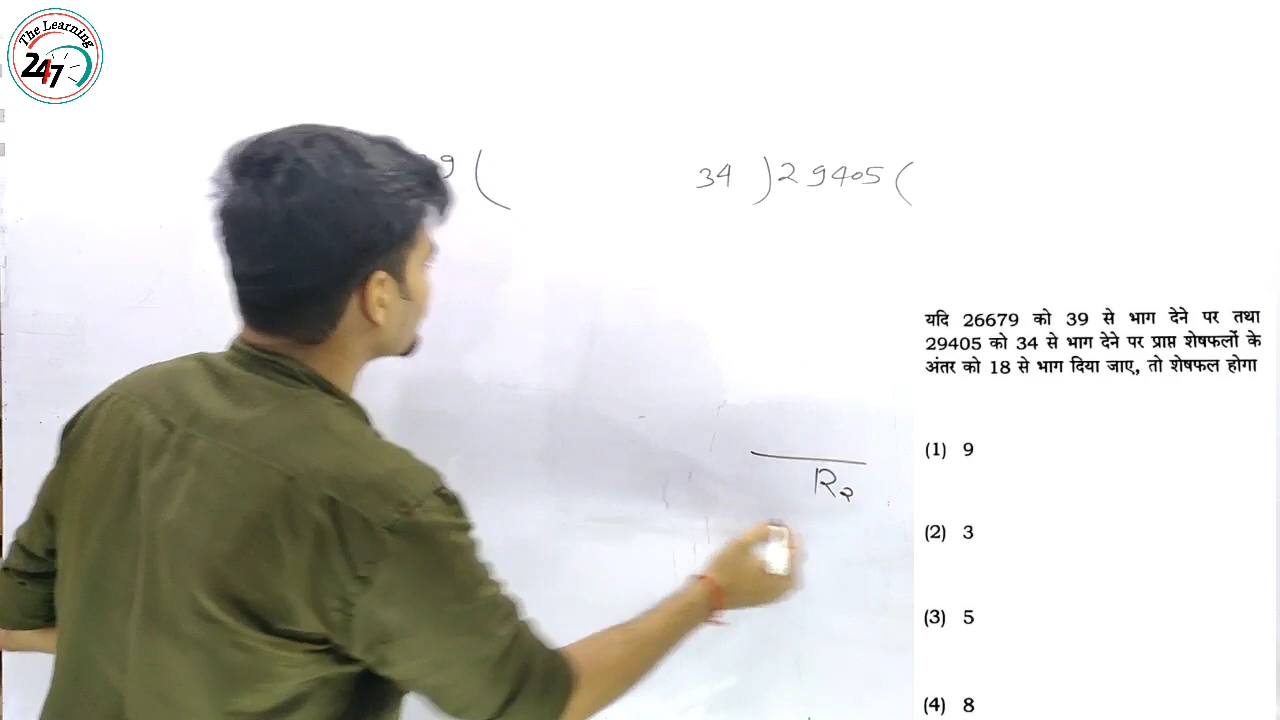 The Learning
247
9 (
34 ) 29405 (
R₂
यदि 26679 को 39 से भाग देने पर तथा
29405 को 34 से भाग देने पर प्राप्त शेषफलों के
अंतर को 18 से भाग दिया जाए, तो शेषफल होगा
(1) 9
(2) 3
(3) 5
(4) 8